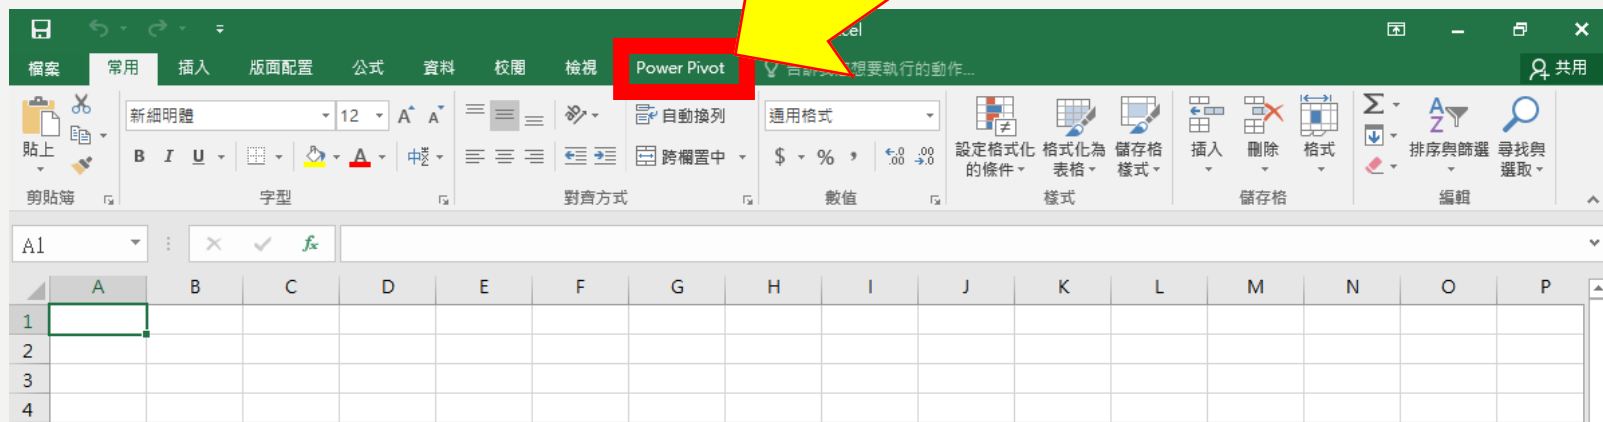 cel
檔案 常用 插入 版面配置 公式 資料 校閱 檢視 Power Pivot 想要執行的動作... 共用
新細明體 12 自動換列 通用格式
貼上 B I U A 中 跨欄置中 $ % , .0 .00 .00 .0 設定格式化的條件 格式化為表格 儲存格樣式 插入 刪除 格式 Σ A Z 排序與篩選 尋找與選取
剪貼簿 字型 對齊方式 數值 樣式 儲存格 編輯
A1 fx
A B C D E F G H I J K L M N O P
1
2
3
4